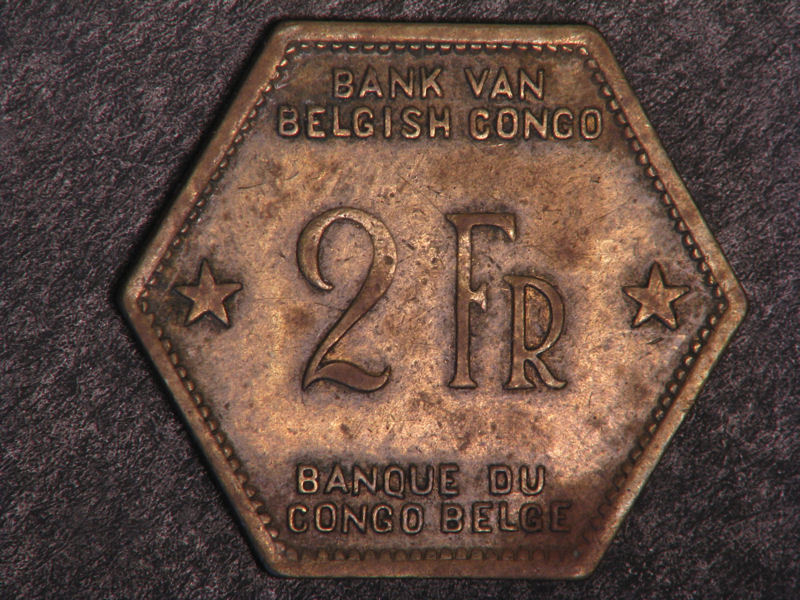 BANK VAN
BELGISH CONGO
2 FR
BANQUE DU
CONGO BELGE